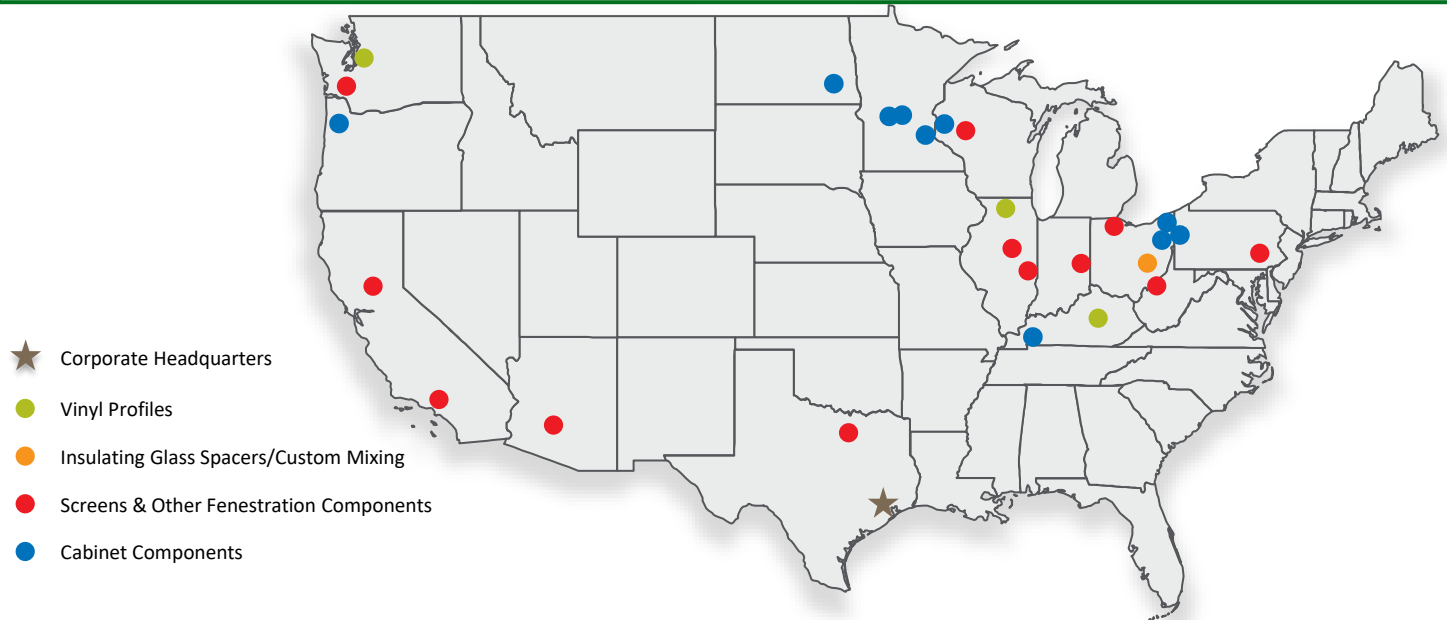 Corporate Headquarters
Vinyl Profiles
Insulating Glass Spacers/Custom Mixing
Screens & Other Fenestration Components
Cabinet Components